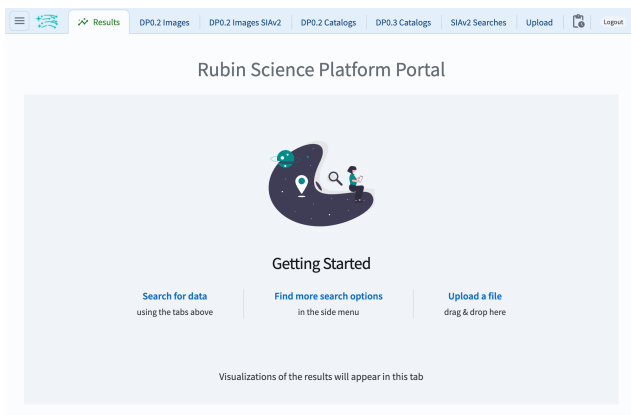 Results DP0.2 Images DP0.2 Images SIAv2 DP0.2 Catalogs DP0.3 Catalogs SIAv2 Searches Upload Logout
Rubin Science Platform Portal
Getting Started
Search for data Find more search options Upload a file
using the tabs above in the side menu drag & drop here
Visualizations of the results will appear in this tab